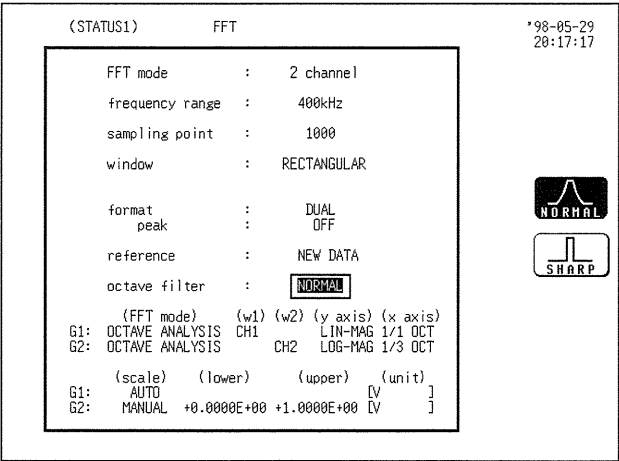 (STATUS1) FFT
'98-05-29
20:17:17
FFT mode : 2 channel
frequency range : 400kHz
sampling point : 1000
window : RECTANGULAR
format : DUAL
peak : OFF
reference : NEW DATA
octave filter : NORMAL
(FFT mode) (w1) (w2) (y axis) (x axis)
G1: OCTAVE ANALYSIS CH1 LIN-MAG 1/1 OCT
G2: OCTAVE ANALYSIS CH2 LOG-MAG 1/3 OCT
(scale) (lower) (upper) (unit)
G1: AUTO [V ]
G2: MANUAL +0.0000E+00 +1.0000E+00 [V ]
NORMAL
SHARP